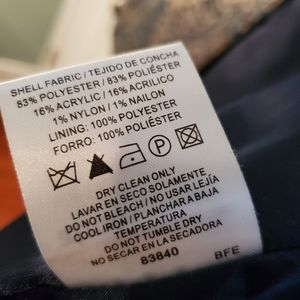 SHELL FABRIC / TEJIDO DE CONCHA
83% POLYESTER / 83% POLIÉSTER
16% ACRYLIC / 16% ACRILICO
1% NYLON / 1% NAILON
LINING: 100% POLYESTER
FORRO: 100% POLIÉSTER
P
DRY CLEAN ONLY
LAVAR EN SECO SOLAMENTE
DO NOT BLEACH / NO USAR LEJÍA
COOL IRON / PLANCHAR A BAJA
TEMPERATURA
DO NOT TUMBLE DRY
NO SECAR EN LA SECADORA
83840 BFE